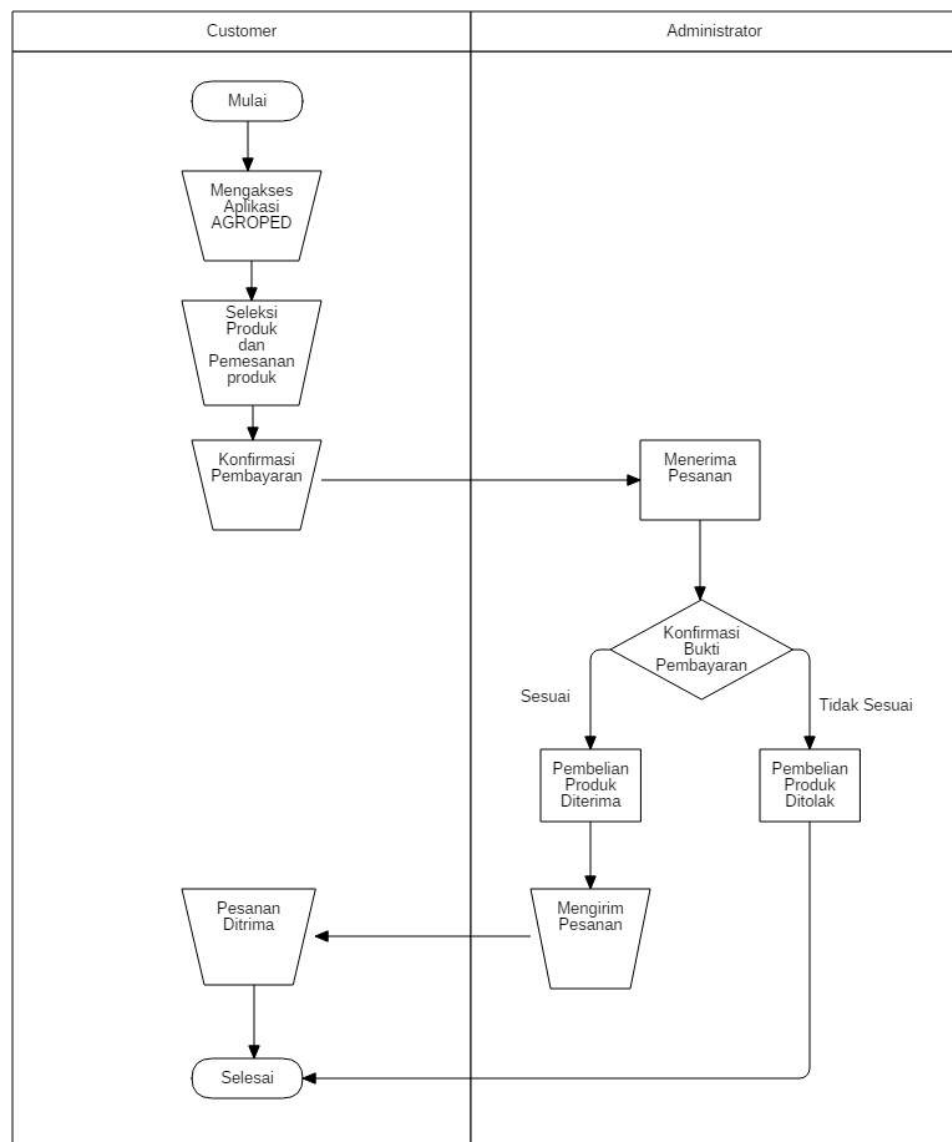 Customer
Administrator
Mulai
Mengakses
Aplikasi
AGROPED
Seleksi
Produk
dan
Pemesanan
produk
Konfirmasi
Pembayaran
Menerima
Pesanan
Konfirmasi
Bukti
Pembayaran
Sesuai
Tidak Sesuai
Pembelian
Produk
Diterima
Pembelian
Produk
Ditolak
Pesanan
Ditrima
Mengirim
Pesanan
Selesai